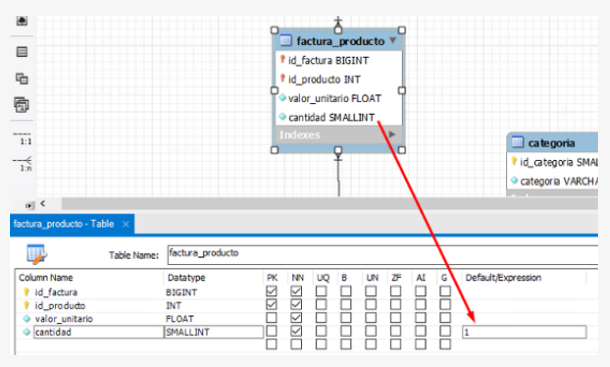 factura_producto
id_factura BIGINT
id_producto INT
valor_unitario FLOAT
cantidad SMALLINT
Indexes
1:1
1:n
categoria
id_categoria SMAL
categoria VARCHA
factura_producto - Table ×
Table Name: factura_producto
Column Name Datatype PK NN UQ B UN ZF AI G Default/Expression
id_factura BIGINT
id_producto INT
valor_unitario FLOAT
cantidad SMALLINT 1